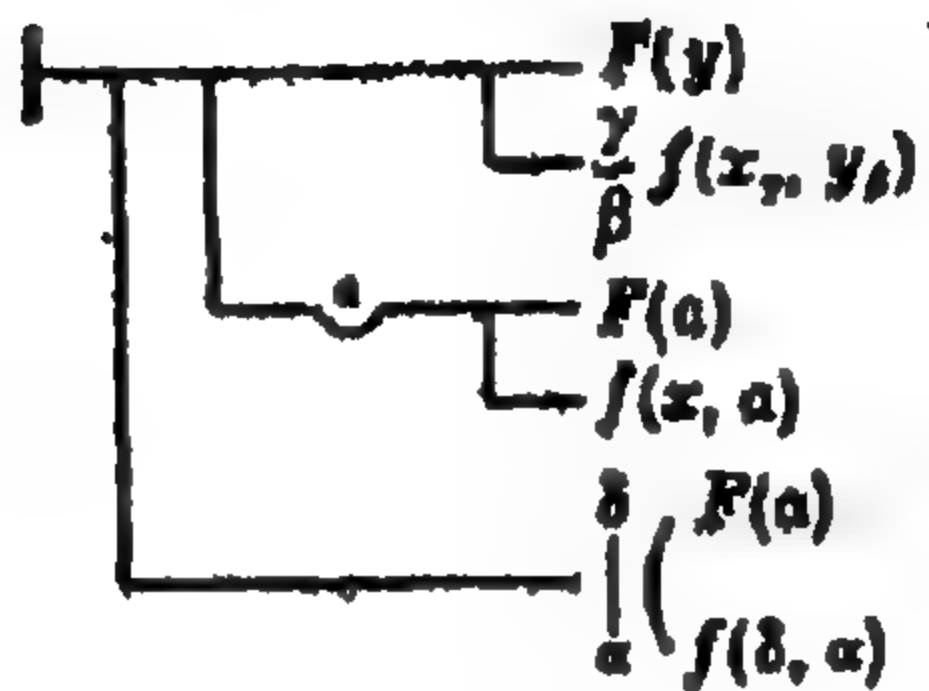 F(y)
γ
β f(x_γ, y_β)
a
F(a)
f(x, a)
δ F(α)
α f(δ, α)